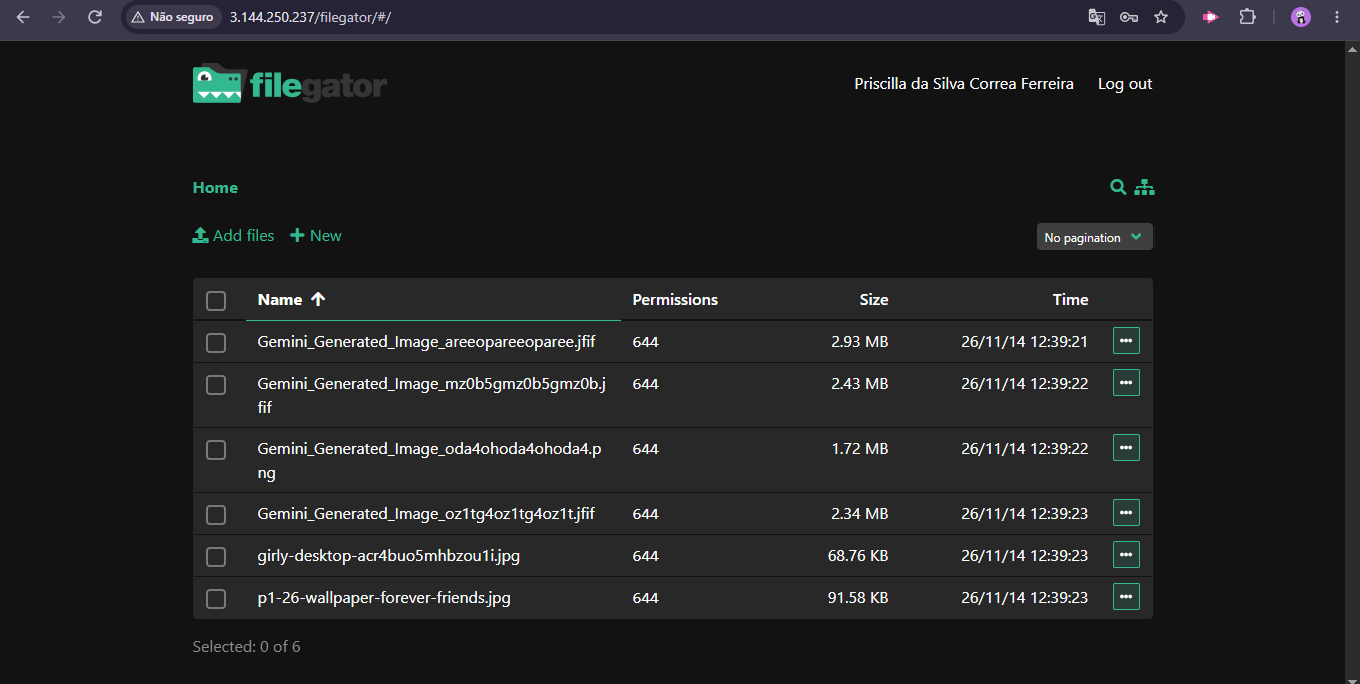 Não seguro
3.144.250.237/filegator/#/
filegator
Priscilla da Silva Correa Ferreira
Log out
Home
Add files
New
No pagination
Name
Permissions
Size
Time
Gemini_Generated_Image_areeopareeoparee.jfif 644 2.93 MB 26/11/14 12:39:21
Gemini_Generated_Image_mz0b5gmz0b5gmz0b.j 644 2.43 MB 26/11/14 12:39:22
fif
Gemini_Generated_Image_oda4ohoda4ohoda4.p 644 1.72 MB 26/11/14 12:39:22
ng
Gemini_Generated_Image_oz1tg4oz1tg4oz1t.jfif 644 2.34 MB 26/11/14 12:39:23
girly-desktop-acr4buo5mhbzou1i.jpg 644 68.76 KB 26/11/14 12:39:23
p1-26-wallpaper-forever-friends.jpg 644 91.58 KB 26/11/14 12:39:23
Selected: 0 of 6